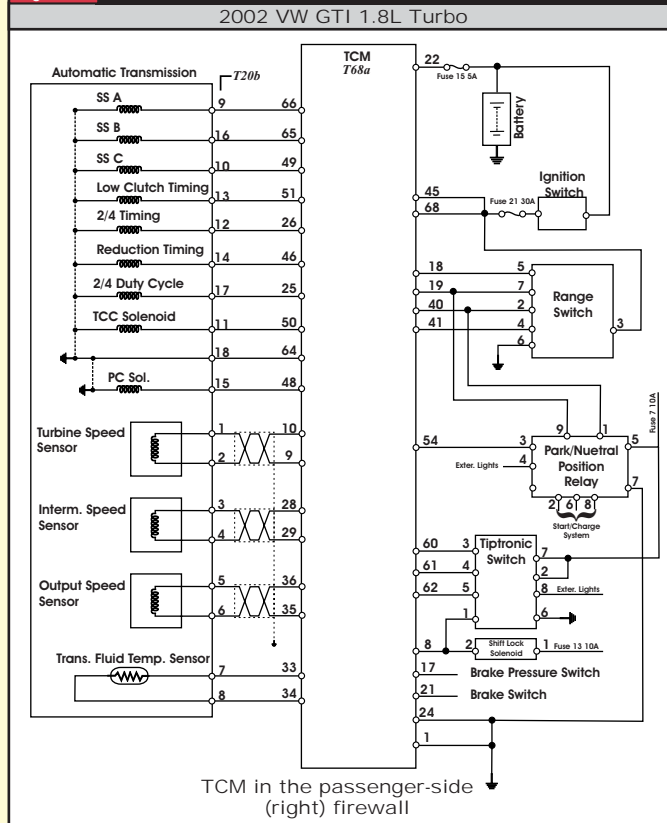 2002 VW GTI 1.8L Turbo
TCM
T68a
Automatic Transmission
T20b
SS A
9
66
SS B
16
65
SS C
10
49
Low Clutch Timing
13
51
2/4 Timing
12
26
Reduction Timing
14
46
2/4 Duty Cycle
17
25
TCC Solenoid
11
50
18
64
PC Sol.
15
48
Turbine Speed
Sensor
1
10
2
9
Interm. Speed
Sensor
3
28
4
29
Output Speed
Sensor
5
36
6
35
Trans. Fluid Temp. Sensor
7
33
8
34
22
Fuse 15 5A
Battery
Ignition
Switch
45
68
Fuse 21 30A
18
5
19
7
40
2
41
4
6
Range
Switch
3
Fuse 7 10A
9
1
54
3
5
Exter. Lights
4
7
Park/Nuetral
Position
Relay
2
6
8
Start/Charge
System
60
3
Tiptronic
Switch
7
61
4
2
62
5
8
Exter. Lights
1
6
8
2
Shift Lock
Solenoid
1
Fuse 13 10A
17
Brake Pressure Switch
21
Brake Switch
24
1
TCM in the passenger-side
(right) firewall